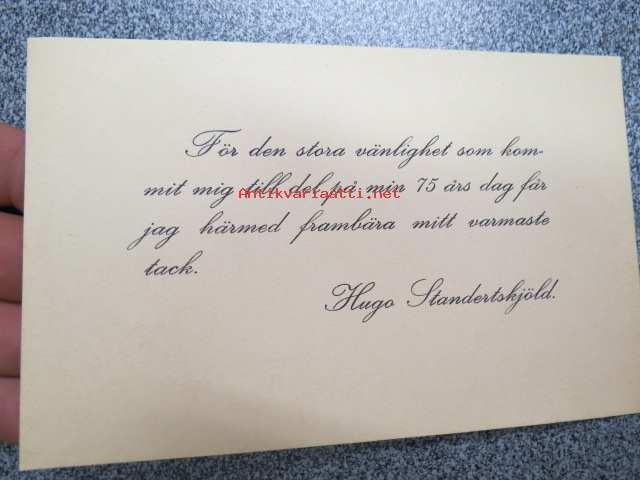 För den stora vänlighet som kom-
mit mig till del på min 75 års dag får
Antikvariaatti.net
jag härmed frambära mitt varmaste
tack.
Hugo Standertskjöld.